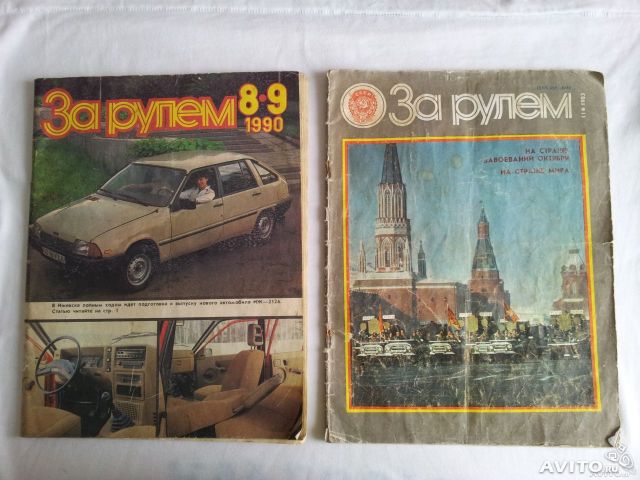 За рулем
8·9
1990
В Ижевске полным ходом идет подготовка к выпуску нового автомобиля ИЖ—2126.
Статью читайте на стр.
За рулем
НА СТРАЖЕ
ЗАВОЕВАНИЙ ОКТЯБРЯ
НА СТРАЖЕ МИРА
AVITO.ru